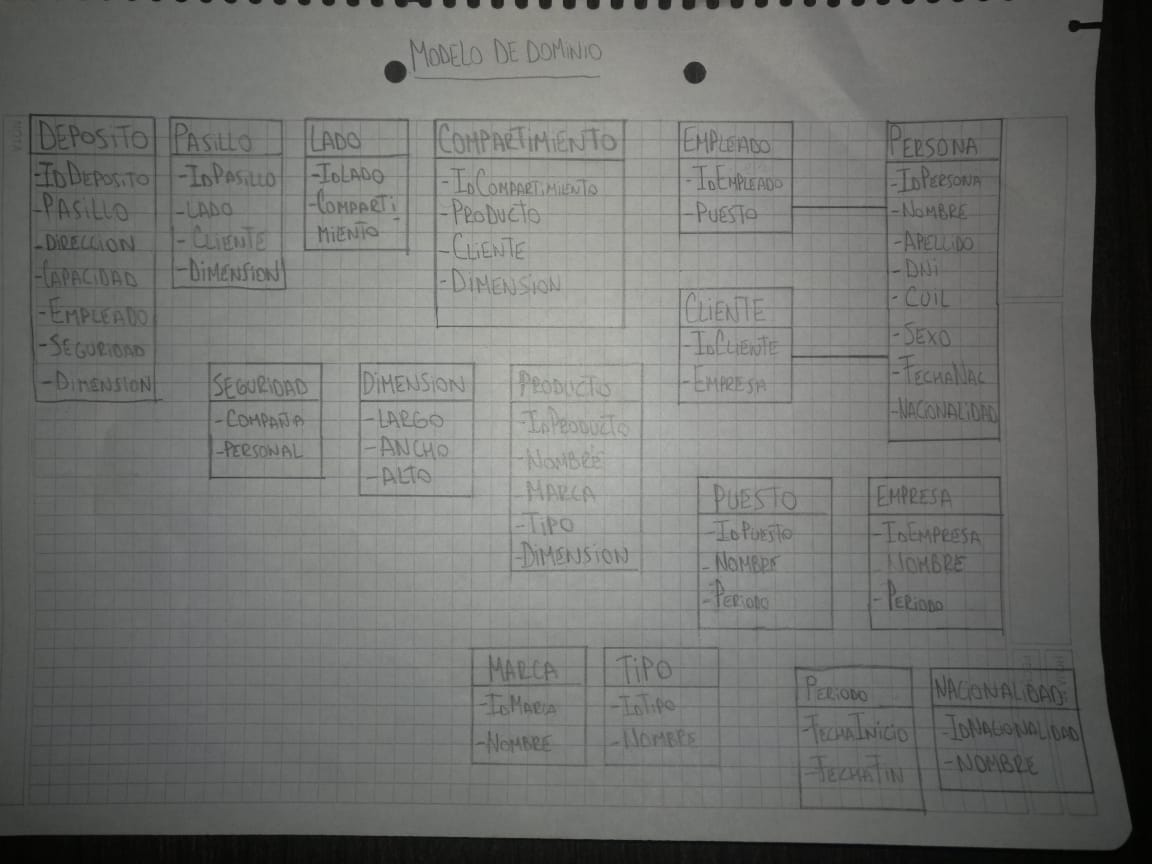 MODELO DE DOMINIO
DEPOSITO
-IDDEPOSITO
-PASILLO
-DIRECCION
-CAPACIDAD
-EMPLEADO
-SEGURIDAD
-DIMENSION
PASILLO
-IDPASILLO
-LADO
-CLIENTE
-DIMENSION
LADO
-IDLADO
-COMPARTI-
MIENTO
COMPARTIMIENTO
-IDCOMPARTIMIENTO
-PRODUCTO
-CLIENTE
-DIMENSION
EMPLEADO
-IDEMPLEADO
-PUESTO
PERSONA
-IDPERSONA
-NOMBRE
-APELLIDO
-DNI
-CUIL
-SEXO
-FECHANAC
-NACIONALIDAD
CLIENTE
-IDCLIENTE
-EMPRESA
SEGURIDAD
-COMPAÑA
-PERSONAL
DIMENSION
-LARGO
-ANCHO
-ALTO
PRODUCTO
-IDPRODUCTO
-NOMBRE
-MARCA
-TIPO
-DIMENSION
PUESTO
-IDPUESTO
-NOMBRE
-PERIODO
EMPRESA
-IDEMPRESA
-NOMBRE
-PERIODO
MARCA
-IDMARCA
-NOMBRE
TIPO
-IDTIPO
-NOMBRE
PERIODO
-FECHAINICIO
-FECHAFIN
NACIONALIDAD
-IDNACIONALIDAD
-NOMBRE